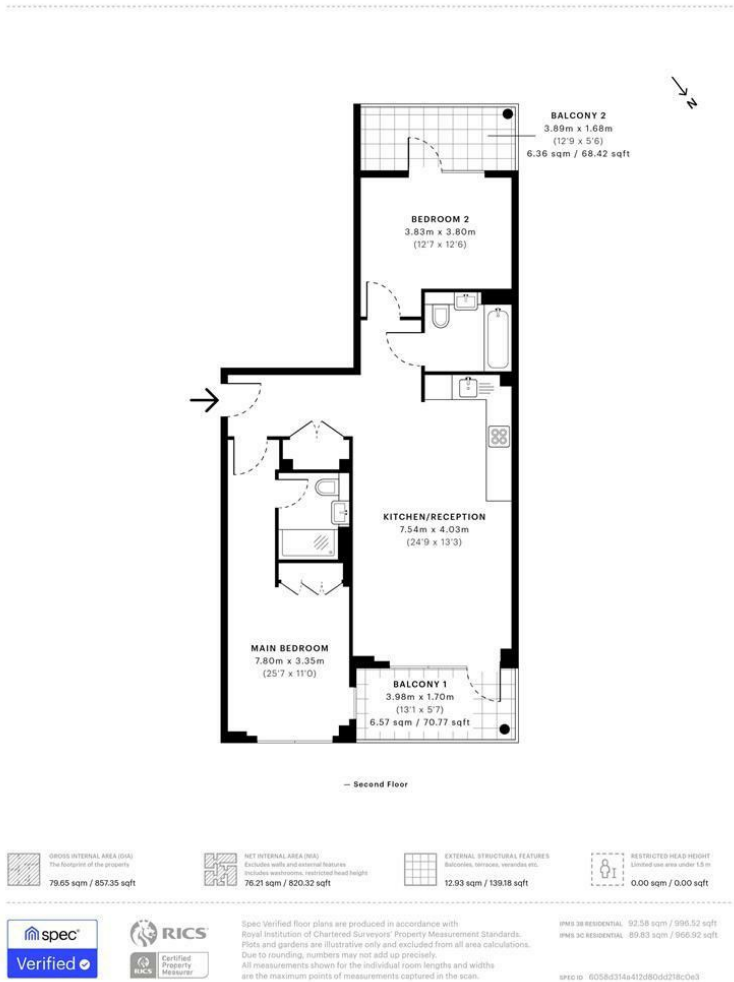 N
BALCONY 2
3.89m x 1.68m
(12'9 x 5'6)
6.36 sqm / 68.42 sqft
BEDROOM 2
3.83m x 3.80m
(12'7 x 12'6)
KITCHEN/RECEPTION
7.54m x 4.03m
(24'9 x 13'3)
MAIN BEDROOM
7.80m x 3.35m
(25'7 x 11'0)
BALCONY 1
3.98m x 1.70m
(13'1 x 5'7)
6.57 sqm / 70.77 sqft
— Second Floor
GROSS INTERNAL AREA (GIA)
The footprint of the property
79.65 sqm / 857.35 sqft
NET INTERNAL AREA (NIA)
Excludes walls and external features
Includes washrooms, restricted head height
76.21 sqm / 820.32 sqft
EXTERNAL STRUCTURAL FEATURES
Balconies, terraces, verandas etc.
12.93 sqm / 139.18 sqft
RESTRICTED HEAD HEIGHT
Limited use area under 1.5 m
0.00 sqm / 0.00 sqft
spec
Verified
RICS
RICS
Certified
Property
Measurer
Spec Verified floor plans are produced in accordance with
Royal Institution of Chartered Surveyors' Property Measurement Standards.
Plots and gardens are illustrative only and excluded from all area calculations.
Due to rounding, numbers may not add up precisely.
All measurements shown for the individual room lengths and widths
are the maximum points of measurements captured in the scan.
IPMS 3B RESIDENTIAL 92.58 sqm / 996.52 sqft
IPMS 3C RESIDENTIAL 89.83 sqm / 966.92 sqft
SPEC ID 6058d314a412d80dd218c0e3